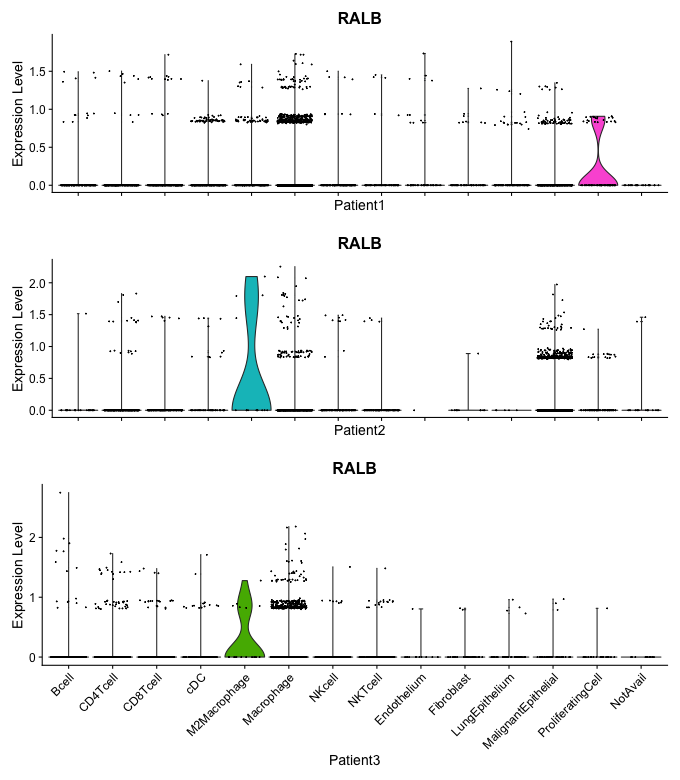 RALB
Expression Level
1.5
1.0
0.5
0.0
Patient1
RALB
Expression Level
2.0
1.5
1.0
0.5
0.0
Patient2
RALB
Expression Level
2
1
0
Bcell
CD4Tcell
CD8Tcell
cDC
M2Macrophage
Macrophage
NKcell
NKTcell
Endothelium
Fibroblast
LungEpithelium
MalignantEpithelial
ProliferatingCell
NotAvail
Patient3